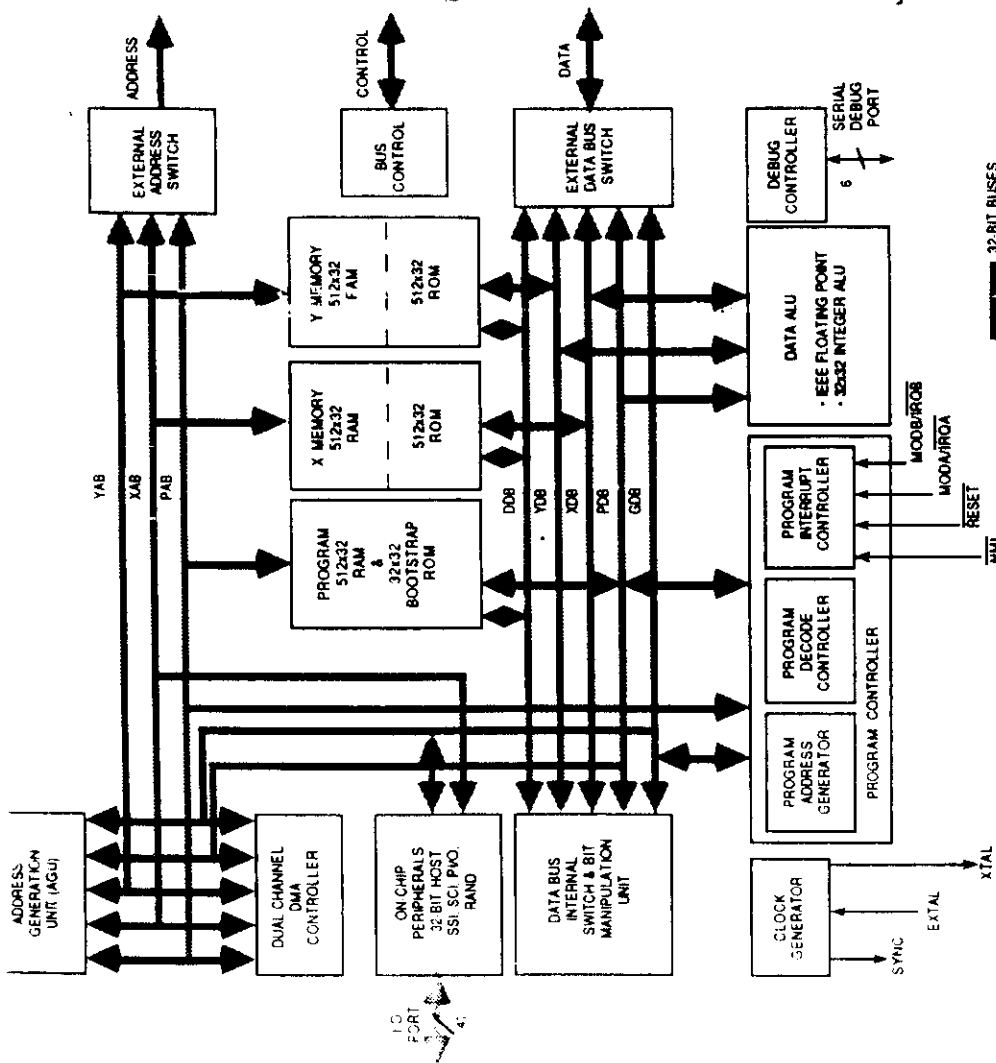 ADDRESS
GENERATION
UNIT (AGU)
DUAL CHANNEL
DMA
CONTROLLER
ON-CHIP
PERIPHERALS
32-BIT HOST
SSI, SCI, P/I/O,
RAND
I/O
PORT
DATA BUS
INTERNAL
SWITCH & BIT
MANIPULATION
UNIT
CLOCK
GENERATOR
SYNC
EXTAL
XTAL
YAB
XAB
PAB
PROGRAM
512x32
RAM
&
32x32
BOOTSTRAP
ROM
X MEMORY
512x32
RAM
512x32
ROM
Y MEMORY
512x32
FAM
512x32
ROM
DDB
YDB
XDB
PDB
GDB
EXTERNAL
ADDRESS
SWITCH
ADDRESS
BUS
CONTROL
CONTROL
EXTERNAL
DATA BUS
SWITCH
DATA
PROGRAM
ADDRESS
GENERATOR
PROGRAM
DECODE
CONTROLLER
PROGRAM
INTERRUPT
CONTROLLER
PROGRAM CONTROLLER
MODB/IRQB
MODA/IRQA
RESET
NMI
DATA ALU
· IEEE FLOATING POINT
· 32x32 INTEGER ALU
DEBUG
CONTROLLER
6
SERIAL
DEBUG
PORT
32-BIT BUSES